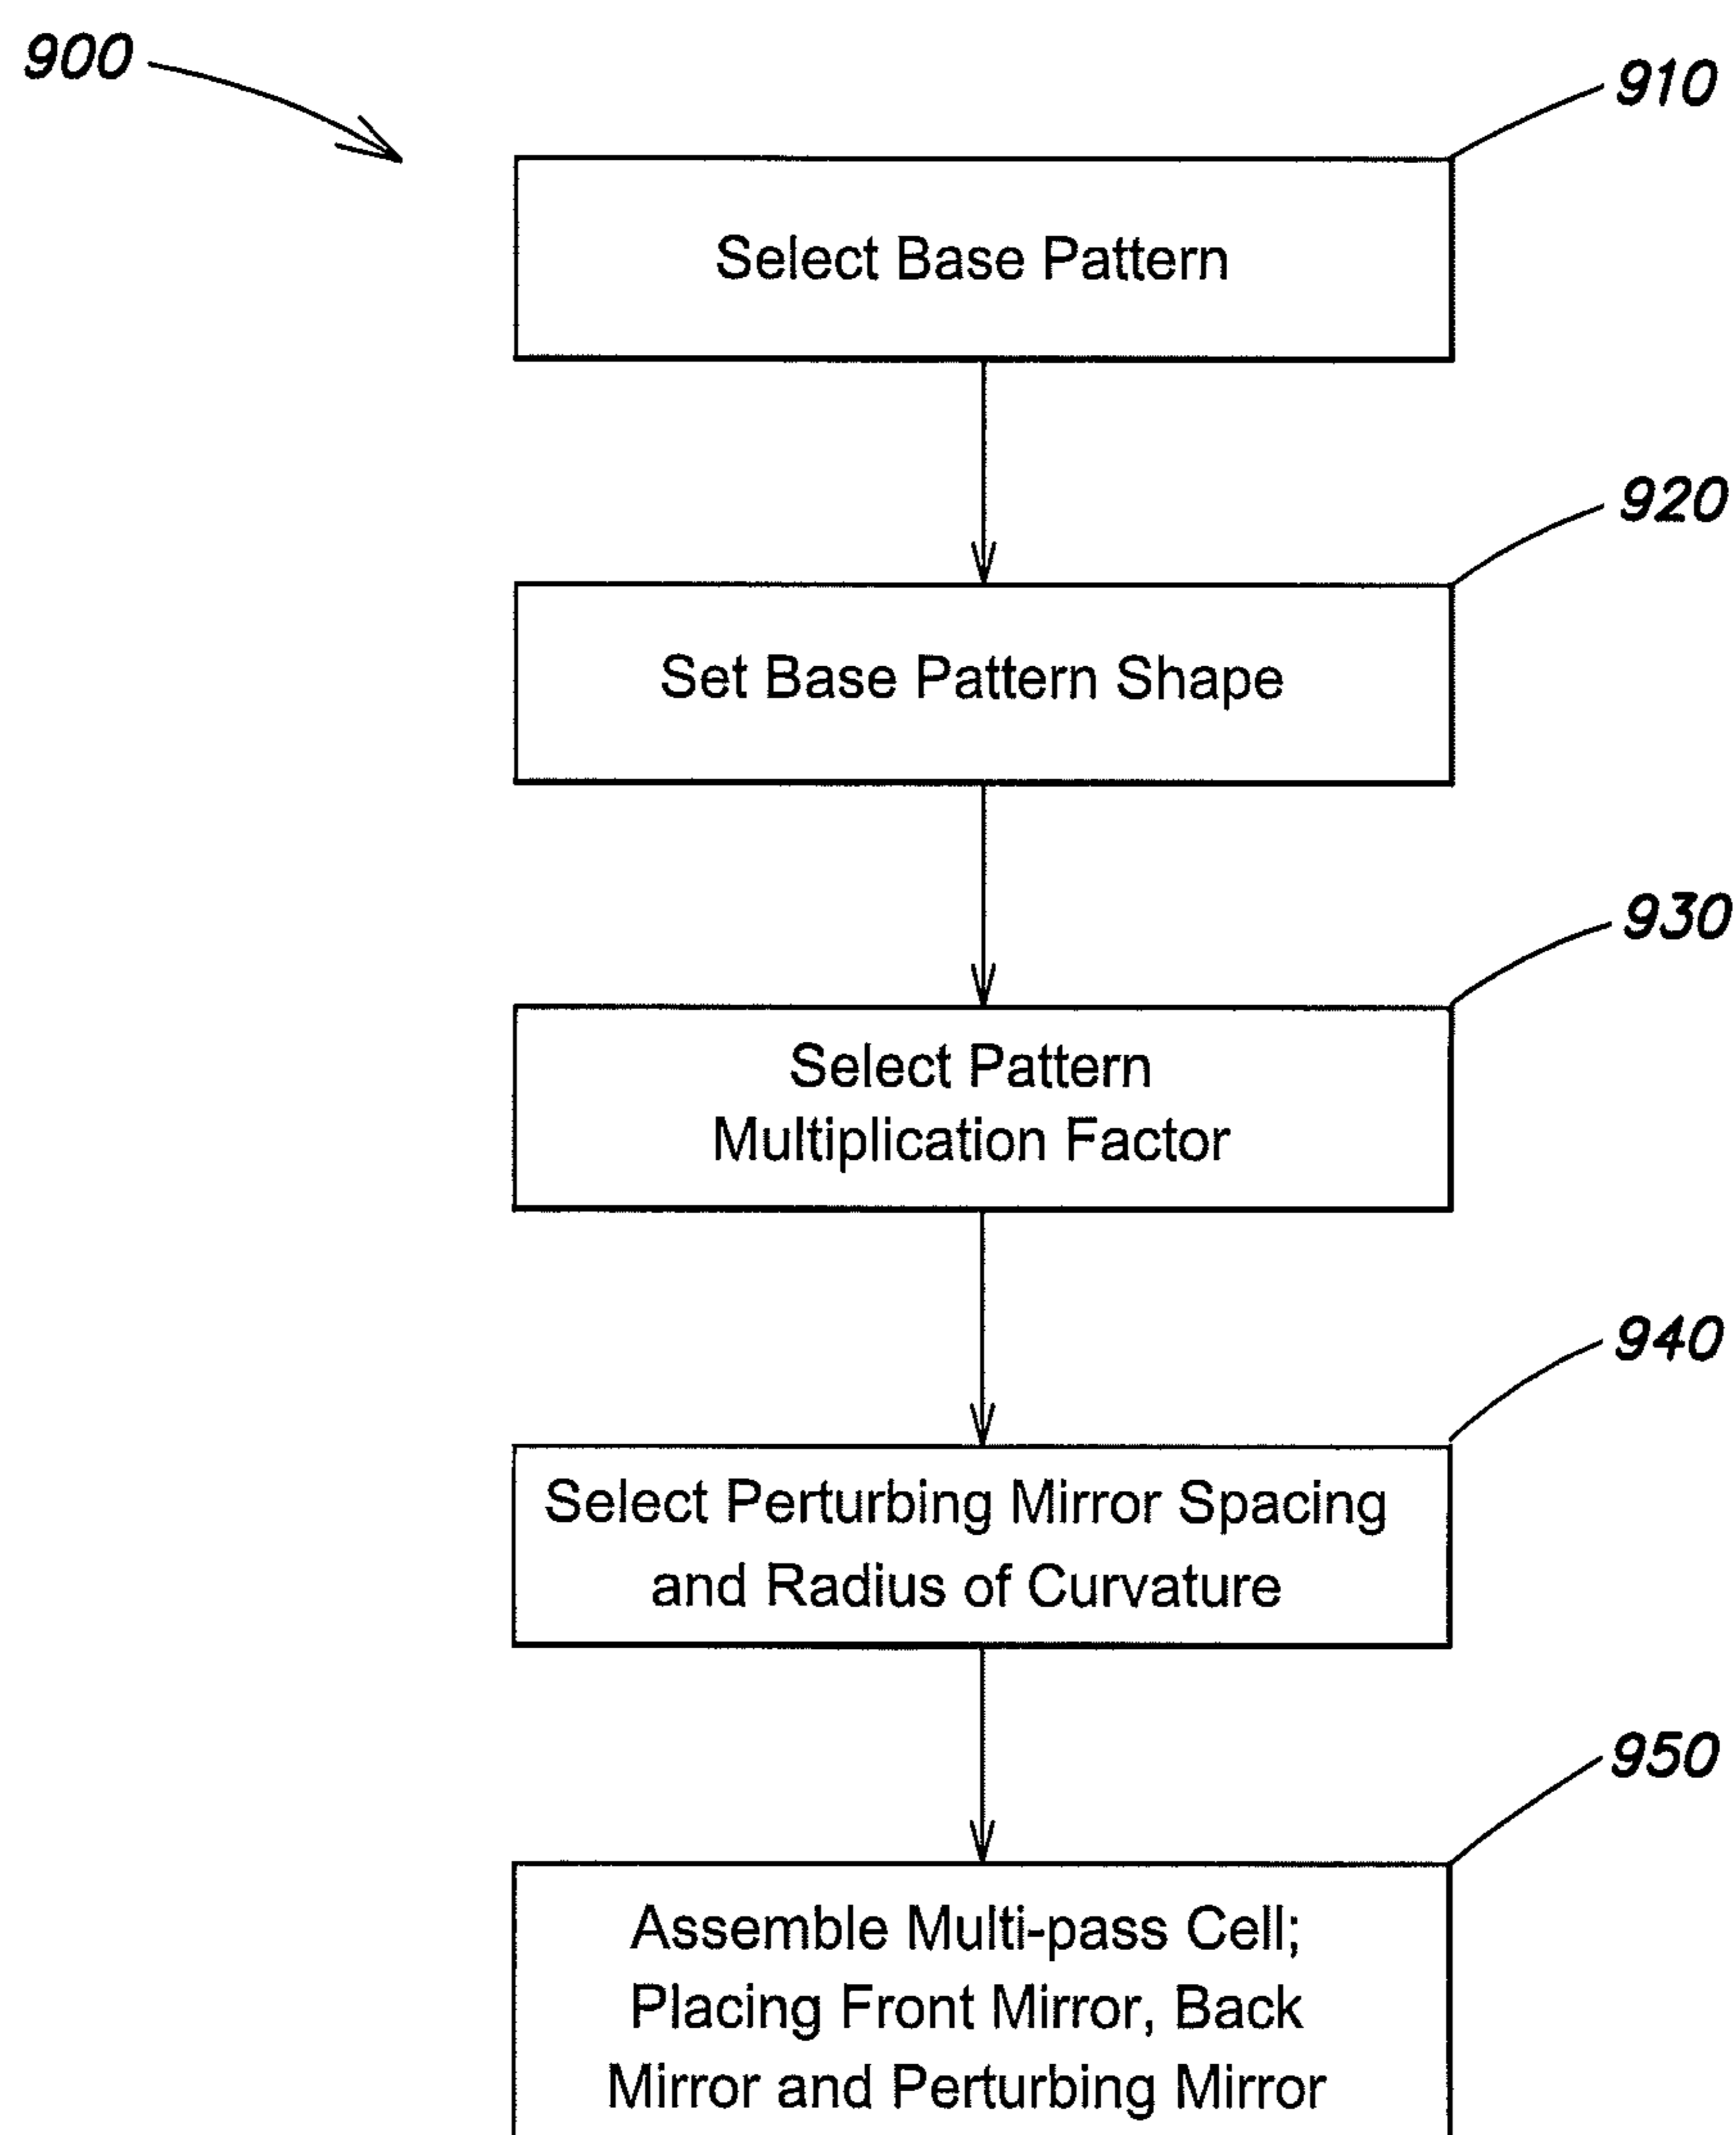 900
910
Select Base Pattern
920
Set Base Pattern Shape
930
Select Pattern
Multiplication Factor
940
Select Perturbing Mirror Spacing
and Radius of Curvature
950
Assemble Multi-pass Cell;
Placing Front Mirror, Back
Mirror and Perturbing Mirror